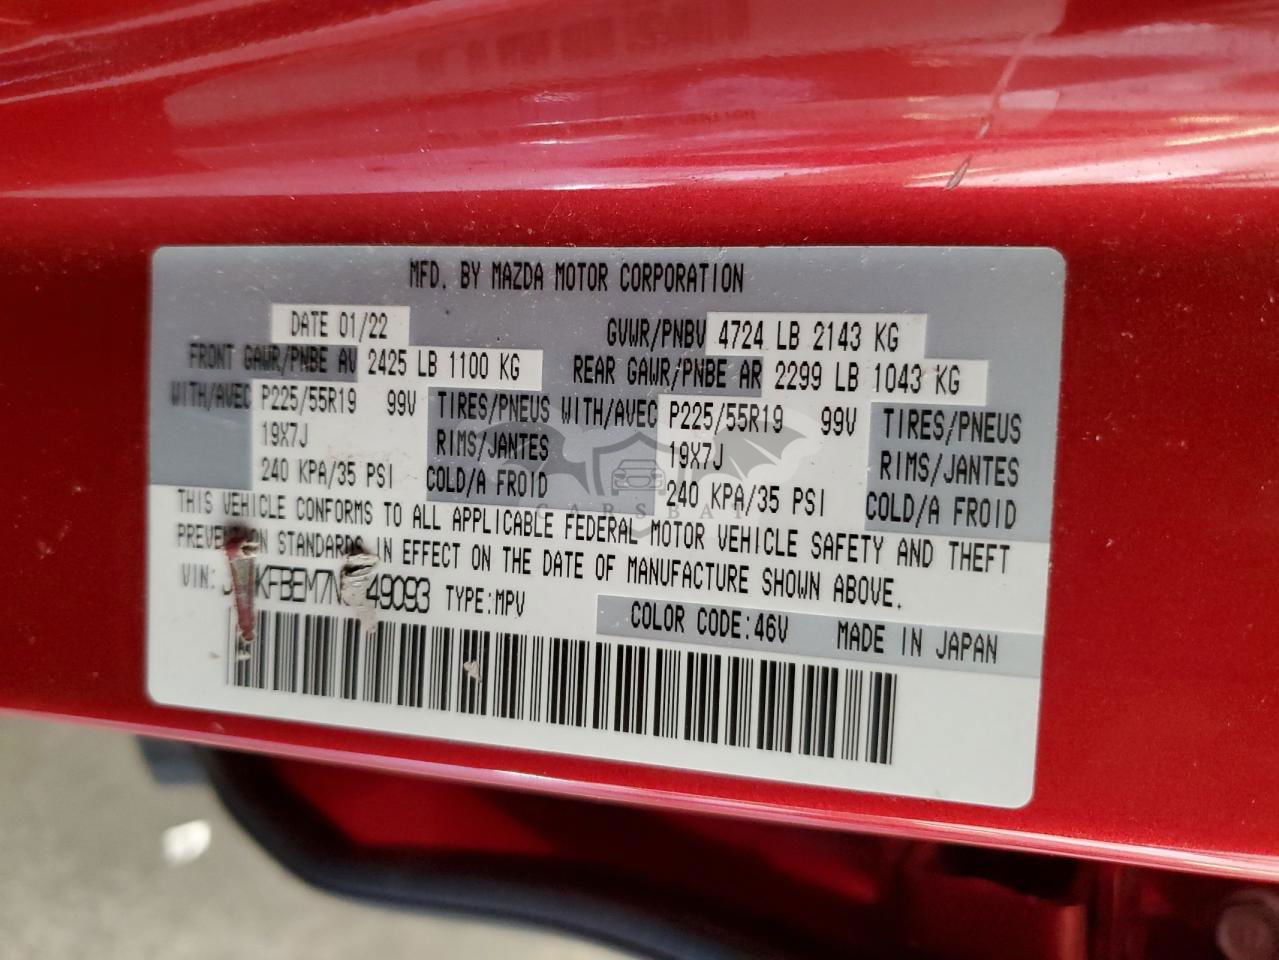 MFD. BY MAZDA MOTOR CORPORATION
DATE 01/22 GVWR/PNBV 4724 LB 2143 KG
FRONT GAWR/PNBE AV 2425 LB 1100 KG REAR GAWR/PNBE AR 2299 LB 1043 KG
WITH/AVEC P225/55R19 99V TIRES/PNEUS WITH/AVEC P225/55R19 99V TIRES/PNEUS
19X7J RIMS/JANTES 19X7J RIMS/JANTES
240 KPA/35 PSI COLD/A FROID 240 KPA/35 PSI COLD/A FROID
CARSBAT
THIS VEHICLE CONFORMS TO ALL APPLICABLE FEDERAL MOTOR VEHICLE SAFETY AND THEFT
PREVENTION STANDARDS IN EFFECT ON THE DATE OF MANUFACTURE SHOWN ABOVE.
VIN: TYPE:MPV COLOR CODE:46V MADE IN JAPAN